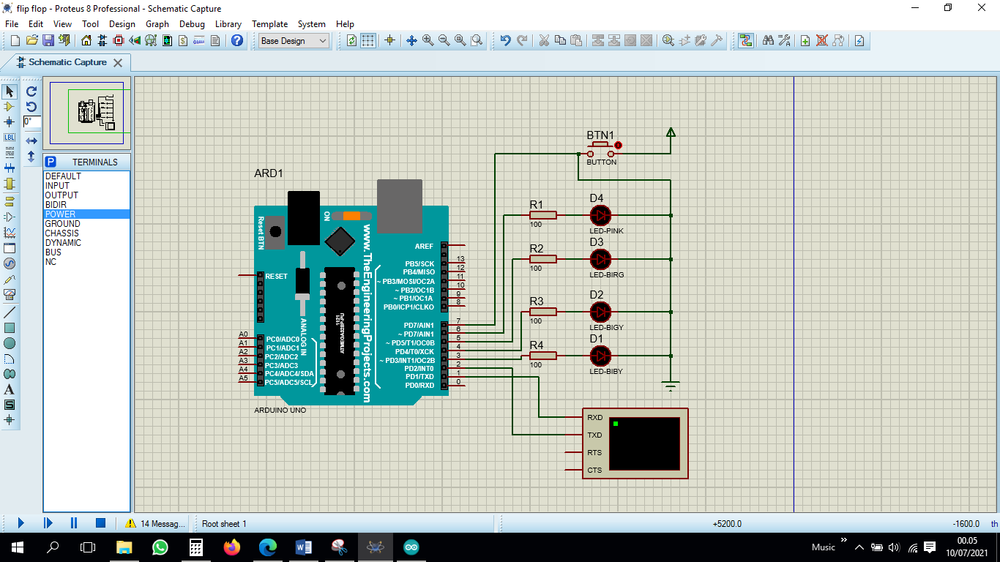 flip flop - Proteus 8 Professional - Schematic Capture
File Edit View Tool Design Graph Debug Library Template System Help
Base Design
Schematic Capture
0°
LBL
P TERMINALS
DEFAULT
INPUT
OUTPUT
BIDIR
POWER
GROUND
CHASSIS
DYNAMIC
BUS
NC
A
S
ARD1
Reset BTN
ON
www.TheEngineeringProjects.com
RESET
ANALOG IN
1121
ATMEGA328P-PU
AREF
PB5/SCK 13
PB4/MISO 12
~ PB3/MOSI/OC2A 11
~ PB2/OC1B 10
~ PB1/OC1A 9
PB0/ICP1/CLKO 8
PD7/AIN1 7
~ PD7/AIN1 6
~ PD5/T1/OC0B 5
PD4/T0/XCK 4
~ PD3/INT1/OC2B 3
PD2/INT0 2
PD1/TXD 1
PD0/RXD 0
A0 PC0/ADC0
A1 PC1/ADC1
A2 PC2/ADC2
A3 PC3/ADC3
A4 PC4/ADC4/SDA
A5 PC5/ADC5/SCL
ARDUINO UNO
BTN1
BUTTON
R1
100
D4
LED-PINK
R2
100
D3
LED-BIRG
R3
100
D2
LED-BIGY
R4
100
D1
LED-BIBY
RXD
TXD
RTS
CTS
14 Messag...
Root sheet 1
+5200.0
-1600.0
th
Music
00.05
10/07/2021